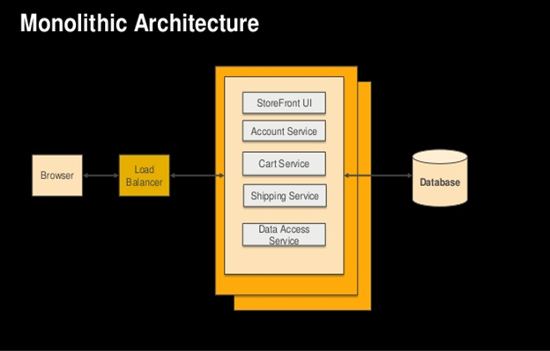 Monolithic Architecture
StoreFront UI
Account Service
Cart Service
Shipping Service
Data Access
Service
Browser
Load
Balancer
Database